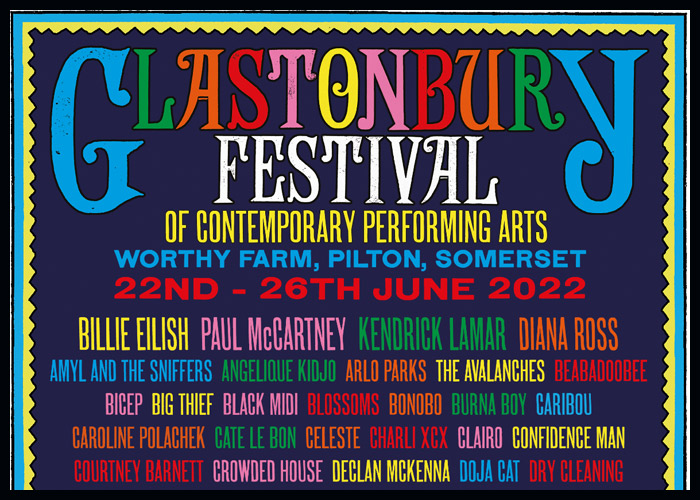 GLASTONBURY
FESTIVAL
OF CONTEMPORARY PERFORMING ARTS
WORTHY FARM, PILTON, SOMERSET
22ND - 26TH JUNE 2022
BILLIE EILISH PAUL McCARTNEY KENDRICK LAMAR DIANA ROSS
AMYL AND THE SNIFFERS ANGELIQUE KIDJO ARLO PARKS THE AVALANCHES BEABADOOBEE
BICEP BIG THIEF BLACK MIDI BLOSSOMS BONOBO BURNA BOY CARIBOU
CAROLINE POLACHEK CATE LE BON CELESTE CHARLI XCX CLAIRO CONFIDENCE MAN
COURTNEY BARNETT CROWDED HOUSE DECLAN MCKENNA DOJA CAT DRY CLEANING